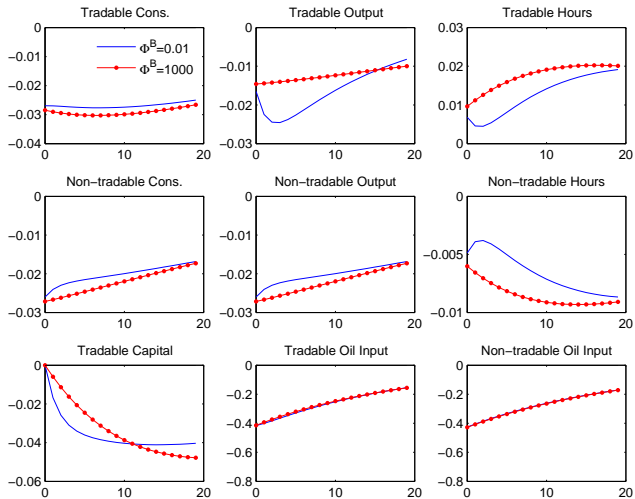 Tradable Cons.
0
−0.01
−0.02
−0.03
−0.04
0 10 20
Φ^B=0.01
Φ^B=1000
Tradable Output
0
−0.01
−0.02
−0.03
0 10 20
Tradable Hours
0.03
0.02
0.01
0
0 10 20
Non−tradable Cons.
0
−0.01
−0.02
−0.03
0 10 20
Non−tradable Output
0
−0.01
−0.02
−0.03
0 10 20
Non−tradable Hours
0
−0.005
−0.01
0 10 20
Tradable Capital
0
−0.02
−0.04
−0.06
0 10 20
Tradable Oil Input
0
−0.2
−0.4
−0.6
−0.8
0 10 20
Non−tradable Oil Input
0
−0.2
−0.4
−0.6
−0.8
0 10 20